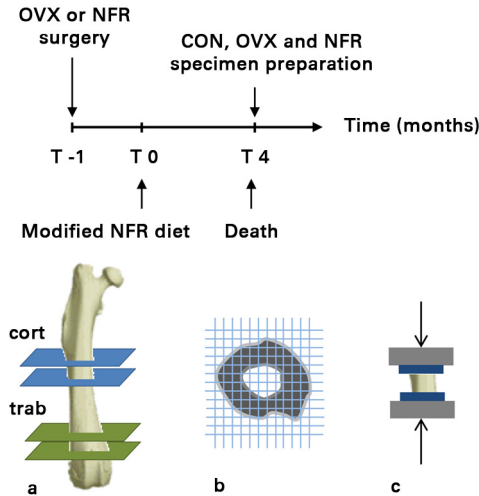 OVX or NFR
surgery
CON, OVX and NFR
specimen preparation
Time (months)
T -1 T 0 T 4
Modified NFR diet Death
cort
trab
a b c